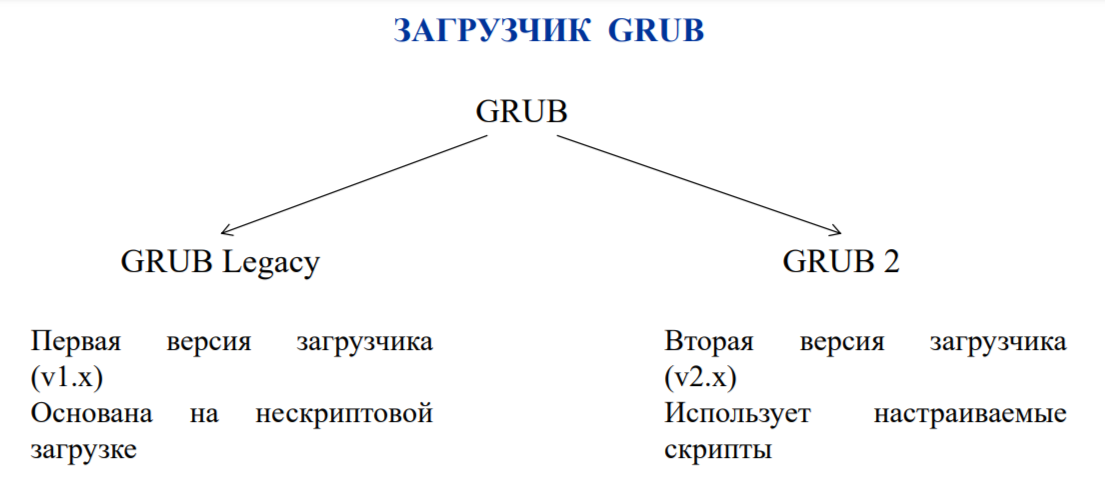 ЗАГРУЗЧИК GRUB
GRUB
GRUB Legacy
Первая версия загрузчика
(v1.x)
Основана на нескриптовой
загрузке
GRUB 2
Вторая версия загрузчика
(v2.x)
Использует настраиваемые
скрипты